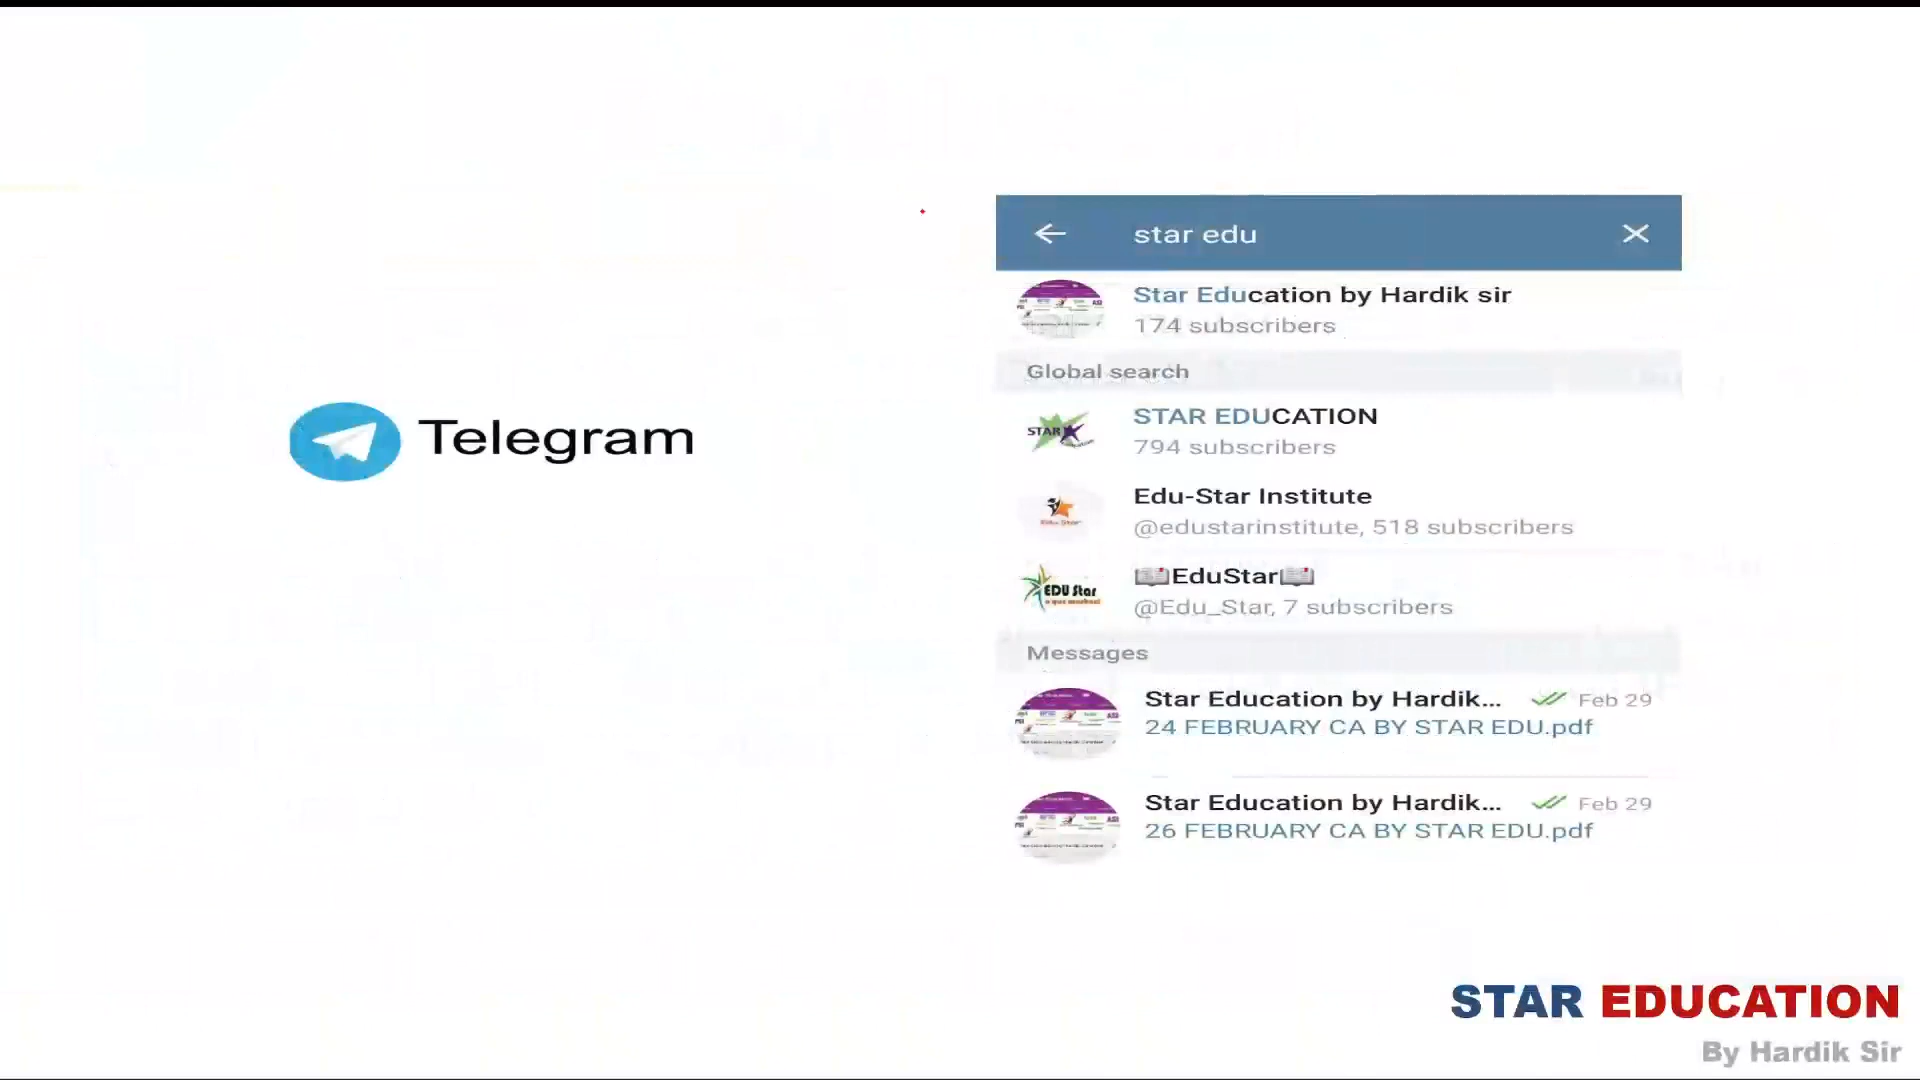 Telegram
star edu
Star Education by Hardik sir
174 subscribers
Global search
STAR EDUCATION
794 subscribers
STAR
Edu-Star Institute
@edustarinstitute, 518 subscribers
📖EduStar📖
@Edu_Star, 7 subscribers
EDU Star
Messages
Star Education by Hardik... Feb 29
24 FEBRUARY CA BY STAR EDU.pdf
Star Education by Hardik... Feb 29
26 FEBRUARY CA BY STAR EDU.pdf
STAR EDUCATION
By Hardik Sir